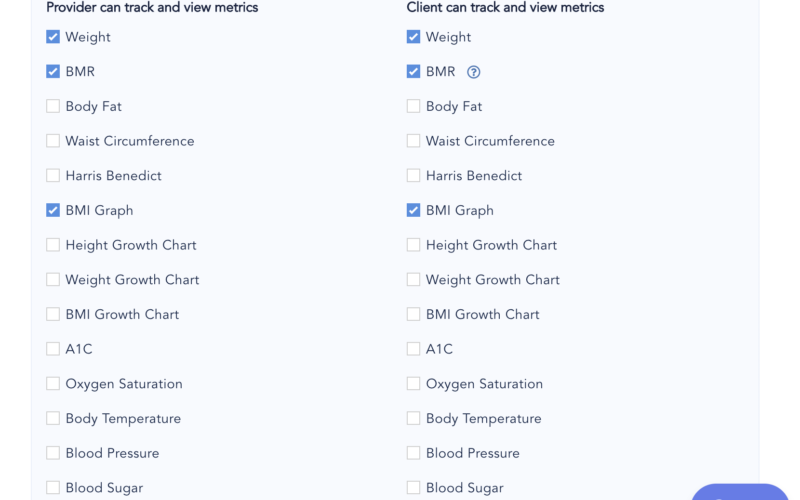 Provider can track and view metrics
Client can track and view metrics
Weight
Weight
BMR
BMR ?
Body Fat
Body Fat
Waist Circumference
Waist Circumference
Harris Benedict
Harris Benedict
BMI Graph
BMI Graph
Height Growth Chart
Height Growth Chart
Weight Growth Chart
Weight Growth Chart
BMI Growth Chart
BMI Growth Chart
A1C
A1C
Oxygen Saturation
Oxygen Saturation
Body Temperature
Body Temperature
Blood Pressure
Blood Pressure
Blood Sugar
Blood Sugar